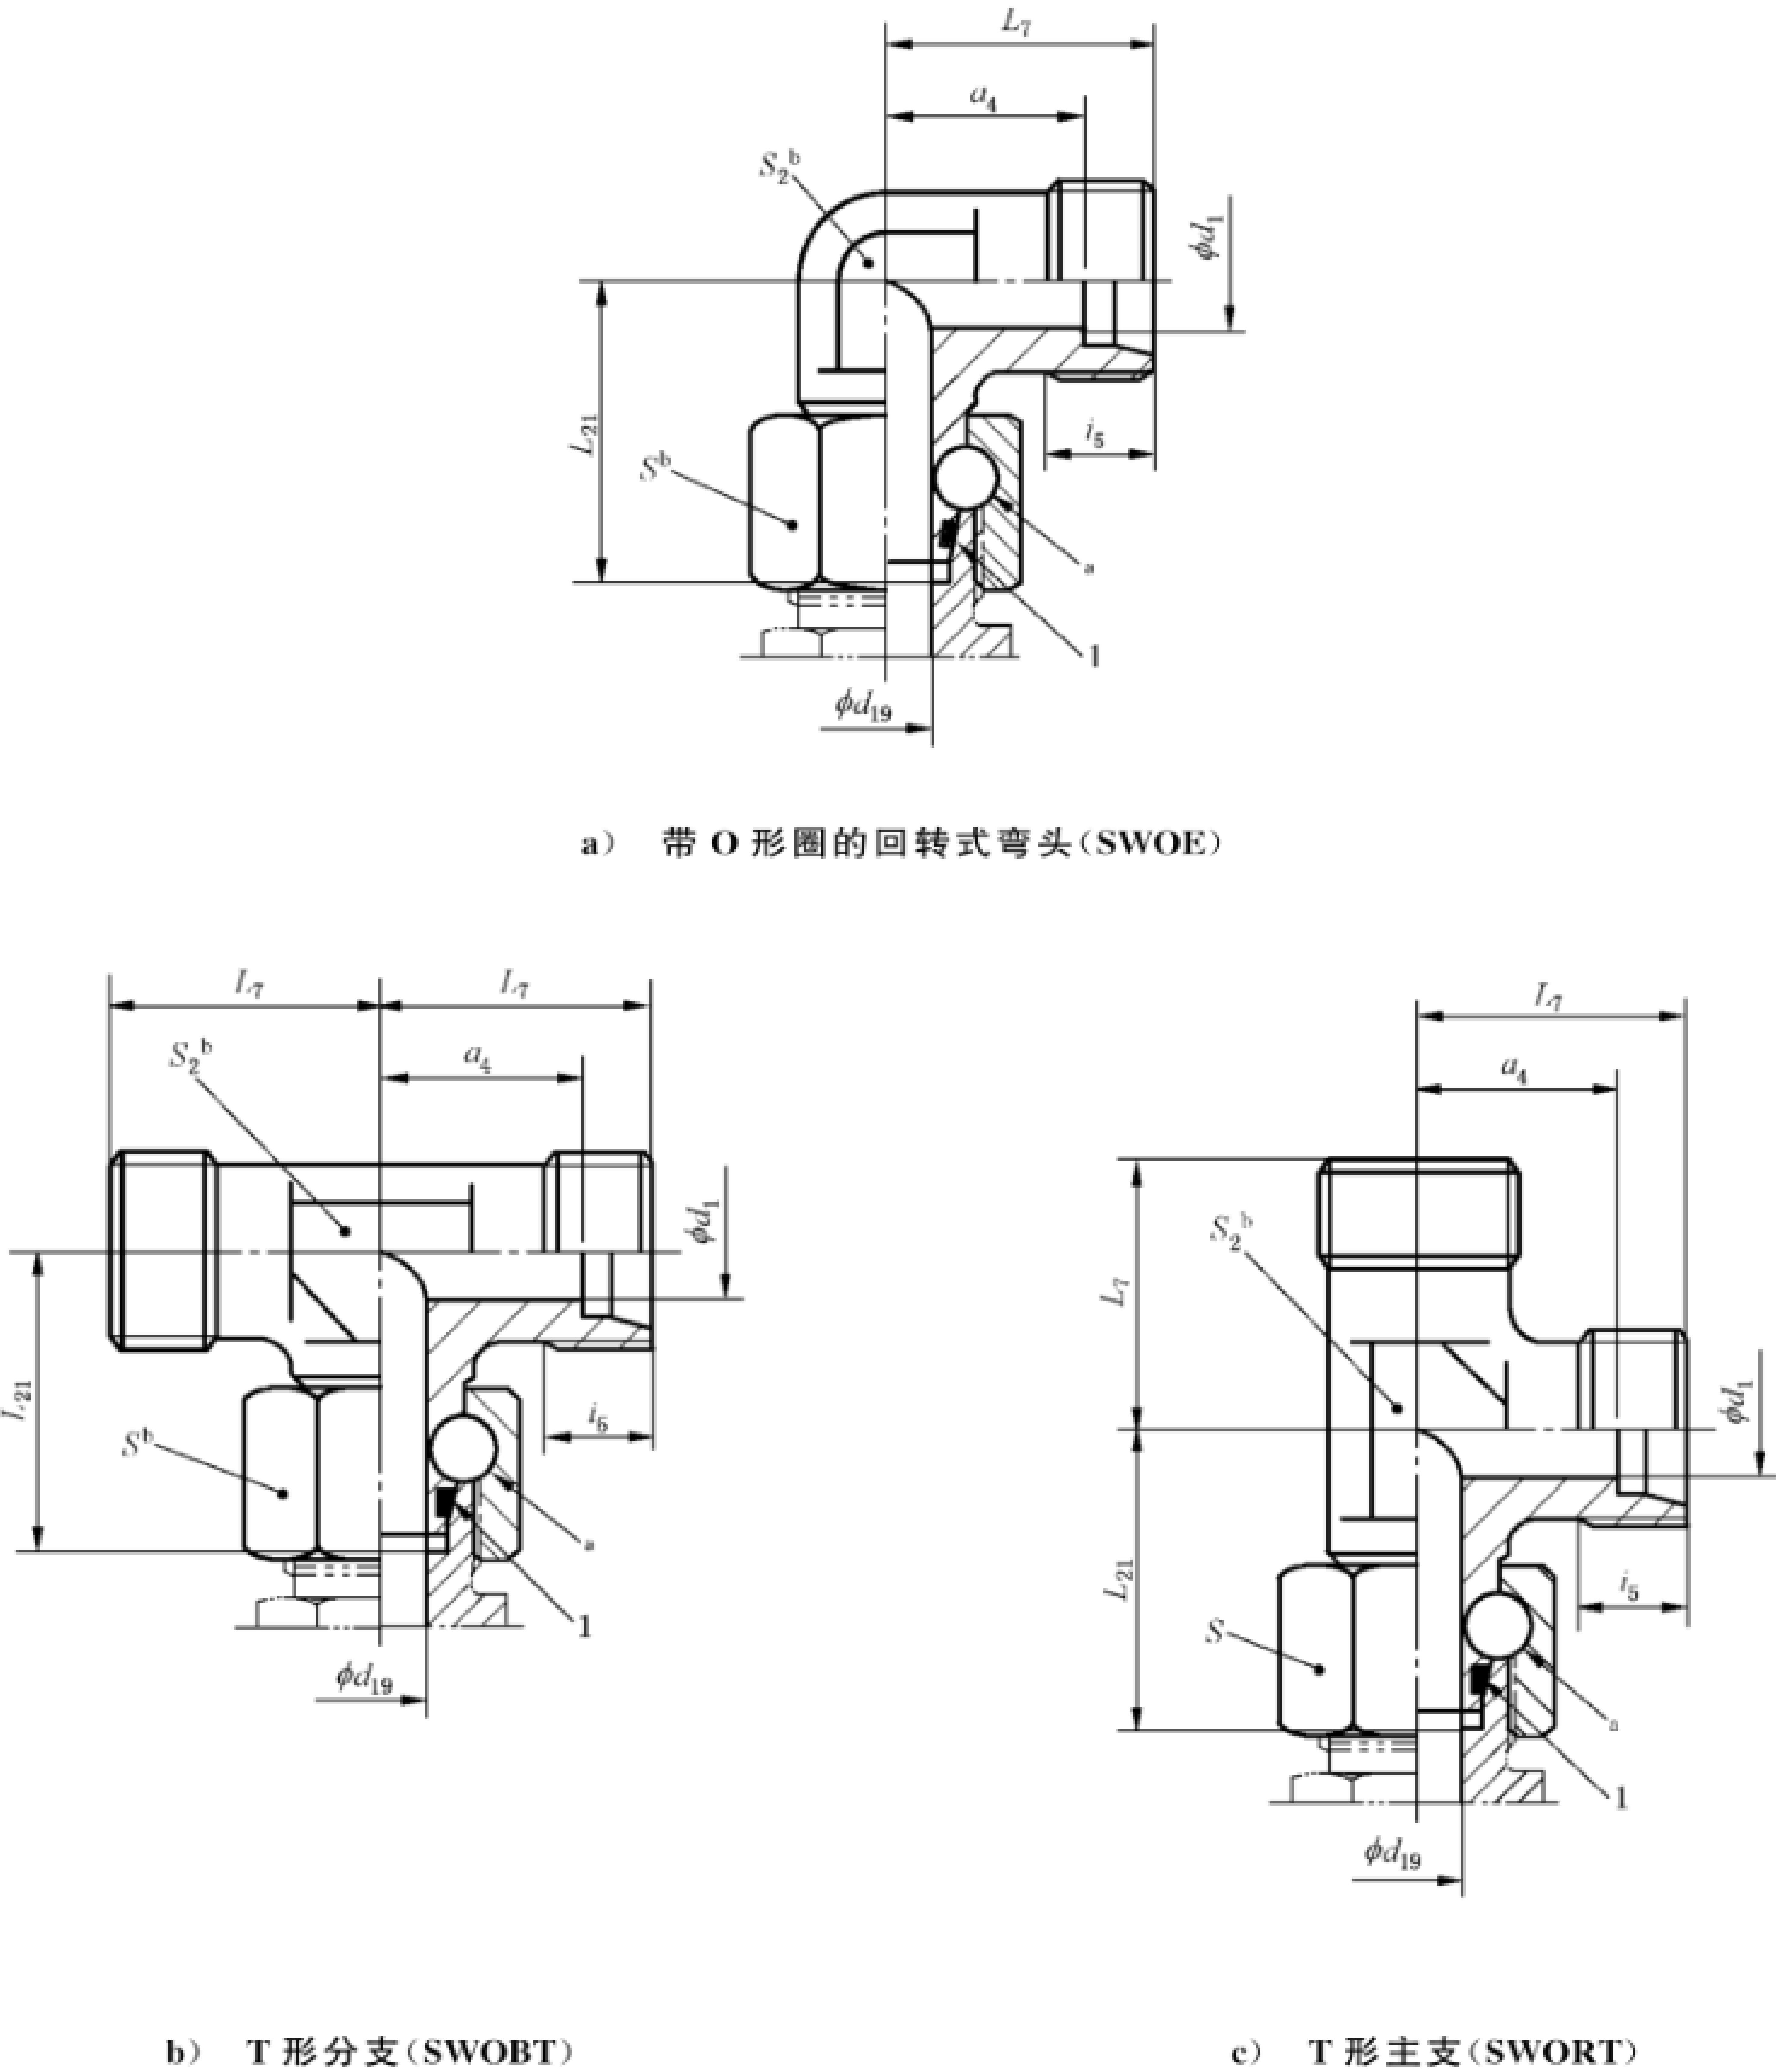 L₇
a₄
S₂ᵇ
ϕd₁
L₂₁
i₅
Sᵇ
a
1
ϕd₁₉
a） 带 O 形圈的回转式弯头(SWOE)
L₇ L₇
S₂ᵇ a₄
ϕd₁
L₂₁
i₅
Sᵇ
a
1
ϕd₁₉
b） T 形分支(SWOBT)
L₇
a₄
S₂ᵇ
L₇
ϕd₁
L₂₁
i₅
S
a
1
ϕd₁₉
c） T 形主支(SWORT)